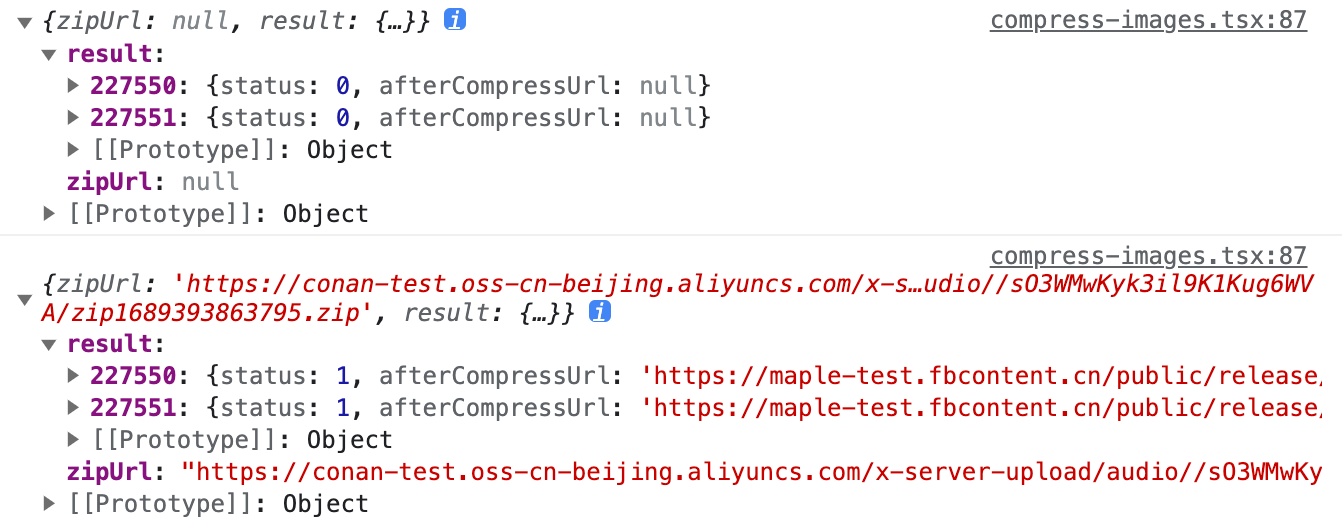 {zipUrl: null, result: {…}} i compress-images.tsx:87
result:
227550: {status: 0, afterCompressUrl: null}
227551: {status: 0, afterCompressUrl: null}
[[Prototype]]: Object
zipUrl: null
[[Prototype]]: Object
compress-images.tsx:87
{zipUrl: 'https://conan-test.oss-cn-beijing.aliyuncs.com/x-s…udio//sO3WMwKyk3il9K1Kug6WV
A/zip1689393863795.zip', result: {…}} i
result:
227550: {status: 1, afterCompressUrl: 'https://maple-test.fbcontent.cn/public/release/
227551: {status: 1, afterCompressUrl: 'https://maple-test.fbcontent.cn/public/release/
[[Prototype]]: Object
zipUrl: "https://conan-test.oss-cn-beijing.aliyuncs.com/x-server-upload/audio//sO3WMwKy
[[Prototype]]: Object